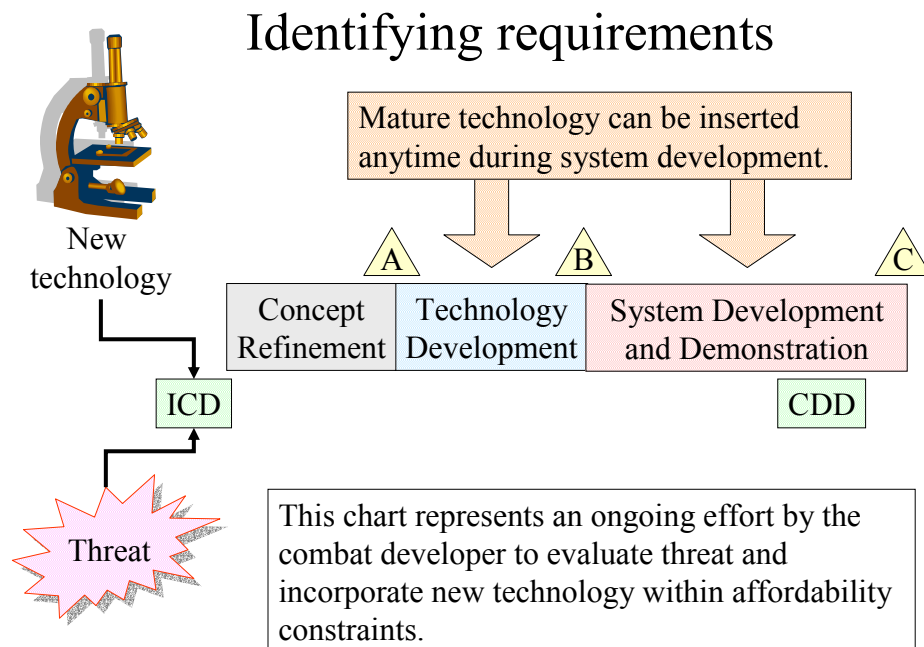 Identifying requirements
Mature technology can be inserted
anytime during system development.
New
technology
A
B
C
Concept
Refinement
Technology
Development
System Development
and Demonstration
ICD
CDD
Threat
This chart represents an ongoing effort by the
combat developer to evaluate threat and
incorporate new technology within affordability
constraints.